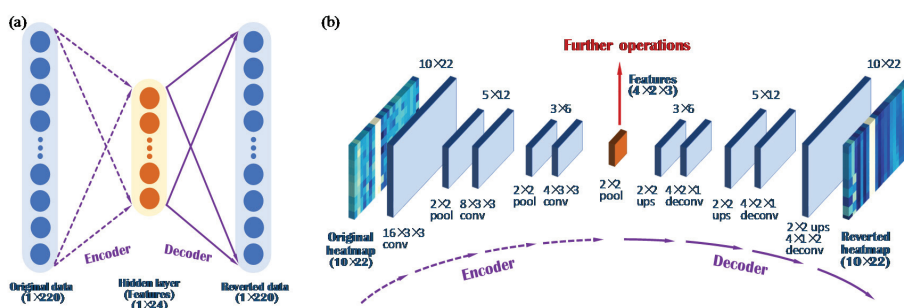 (a)
Encoder
Decoder
Original data
(1×220)
Hidden layer
(Features)
(1×24)
Reverted data
(1×220)
(b)
Further operations
Features
(4×2×3)
10×22
5×12
3×6
3×6
5×12
10×22
Original
heatmap
(10×22)
16×3×3
conv
2×2
pool
8×3×3
conv
2×2
pool
4×3×3
conv
2×2
pool
2×2
ups
4×2×1
deconv
2×2
ups
4×2×1
deconv
2×2 ups
4×1×2
deconv
Reverted
heatmap
(10×22)
Encoder
Decoder